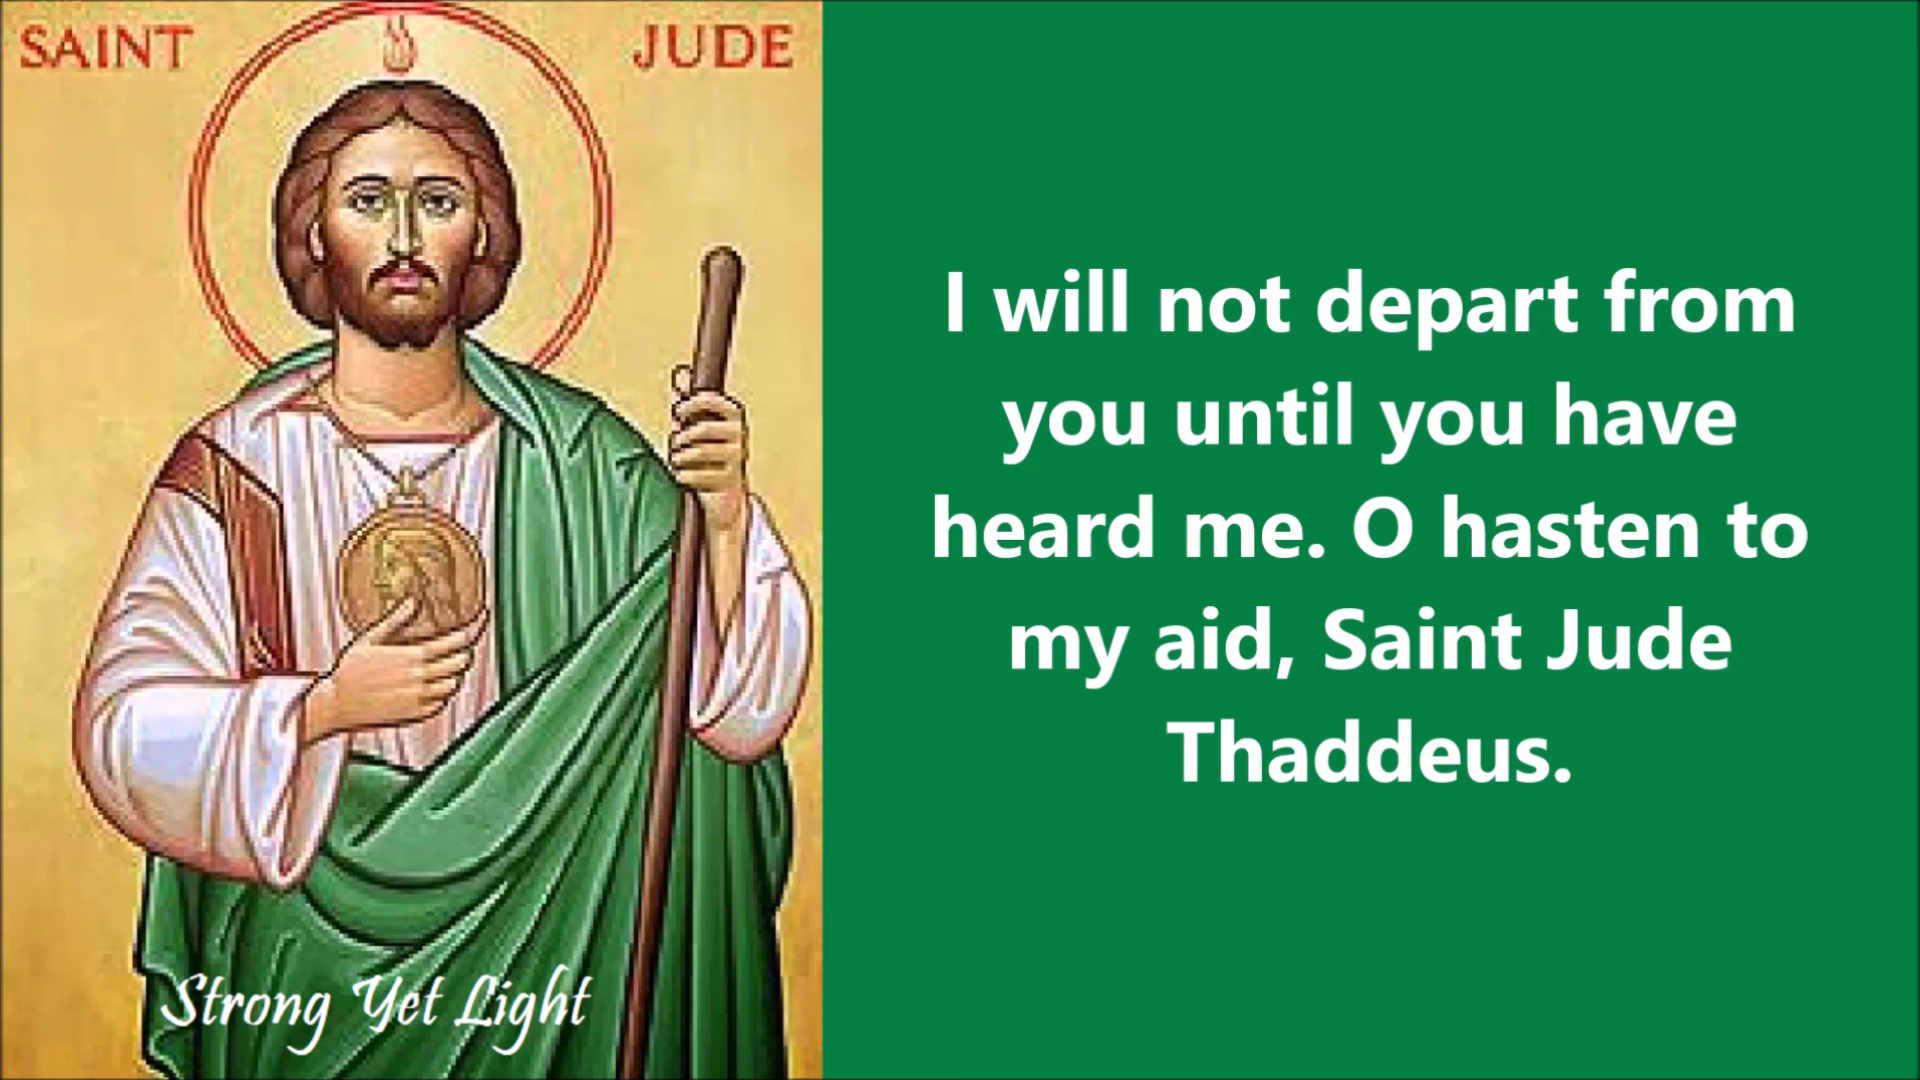 SAINT JUDE
Strong Yet Light
I will not depart from
you until you have
heard me. O hasten to
my aid, Saint Jude
Thaddeus.